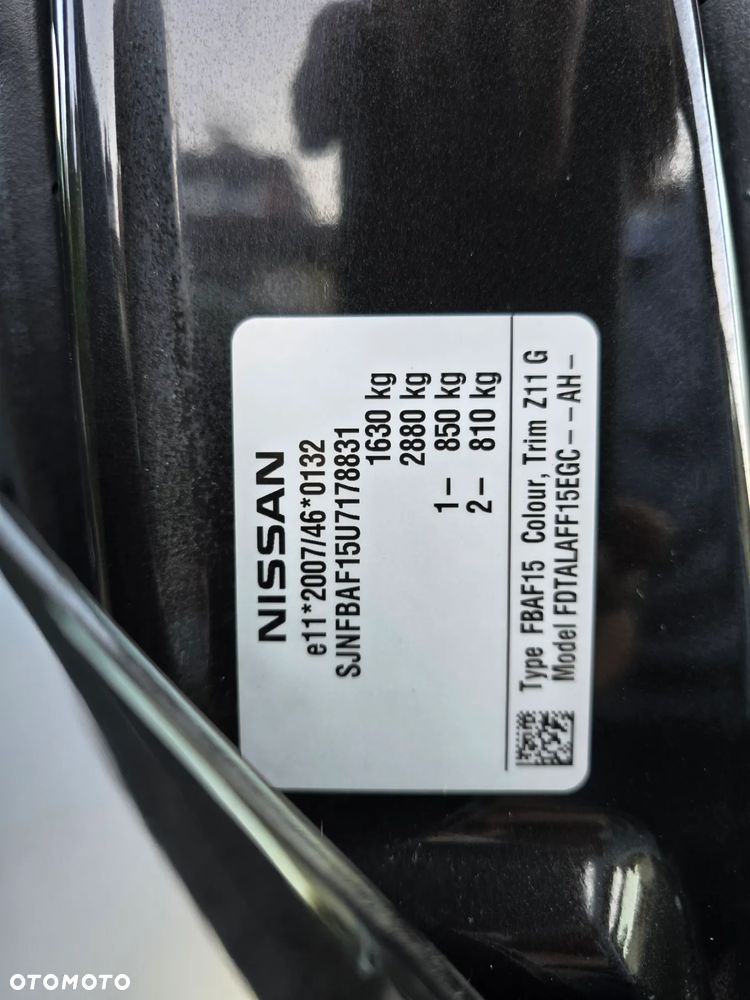 NISSAN
e11*2007/46*0132
SJNFBAF15U7178831
1630 kg
2880 kg
1– 850 kg
2– 810 kg
Type FBAF15 Colour, Trim Z11 G
Model FDTALAFF15EGC – –AH –
OTOMOTO